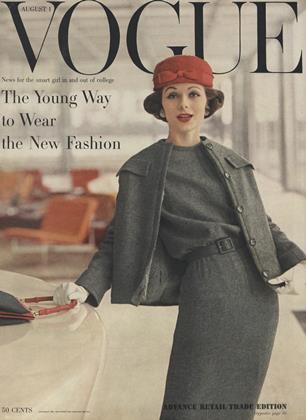 AUGUST 1
VOGUE
News for the smart girl in and out of college
The Young Way
to Wear
the New Fashion
50 CENTS
ADVANCE RETAIL TRADE EDITION